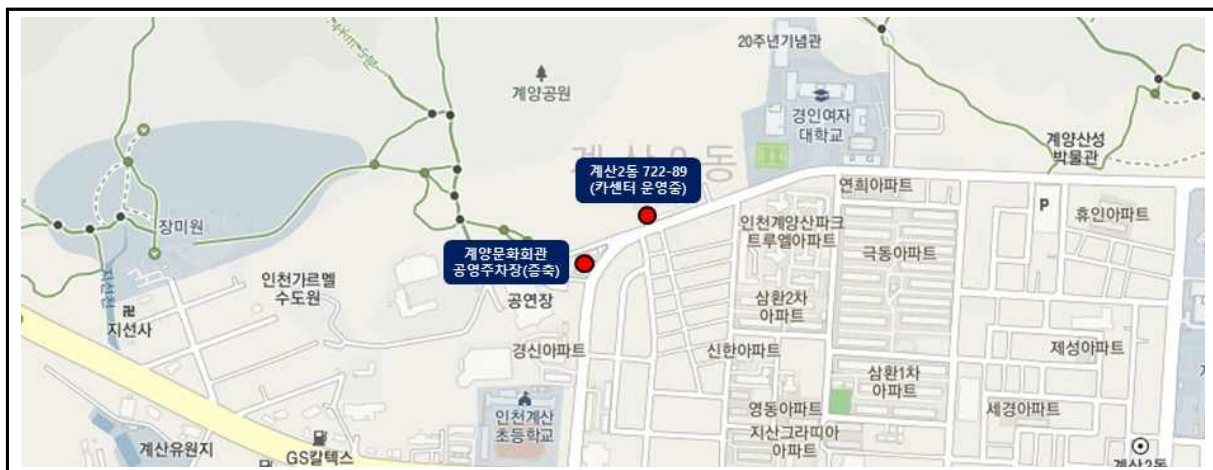 20주년기념관
계양공원
경인여자
대학교
계양산성
박물관
계산2동
계산2동 722-89
(카센터 운영중)
연희아파트
P
휴인아파트
장미원
인천계양산파크
트루엘아파트
극동아파트
계양문화회관
공영주차장(증축)
인천가르멜
수도원
공연장
지선천
지선사
삼환2차
아파트
경신아파트
신한아파트
제성아파트
삼환1차
아파트
인천계산
초등학교
영동아파트
세경아파트
지산그라띠아
아파트
계산유원지
GS칼텍스
계산2동